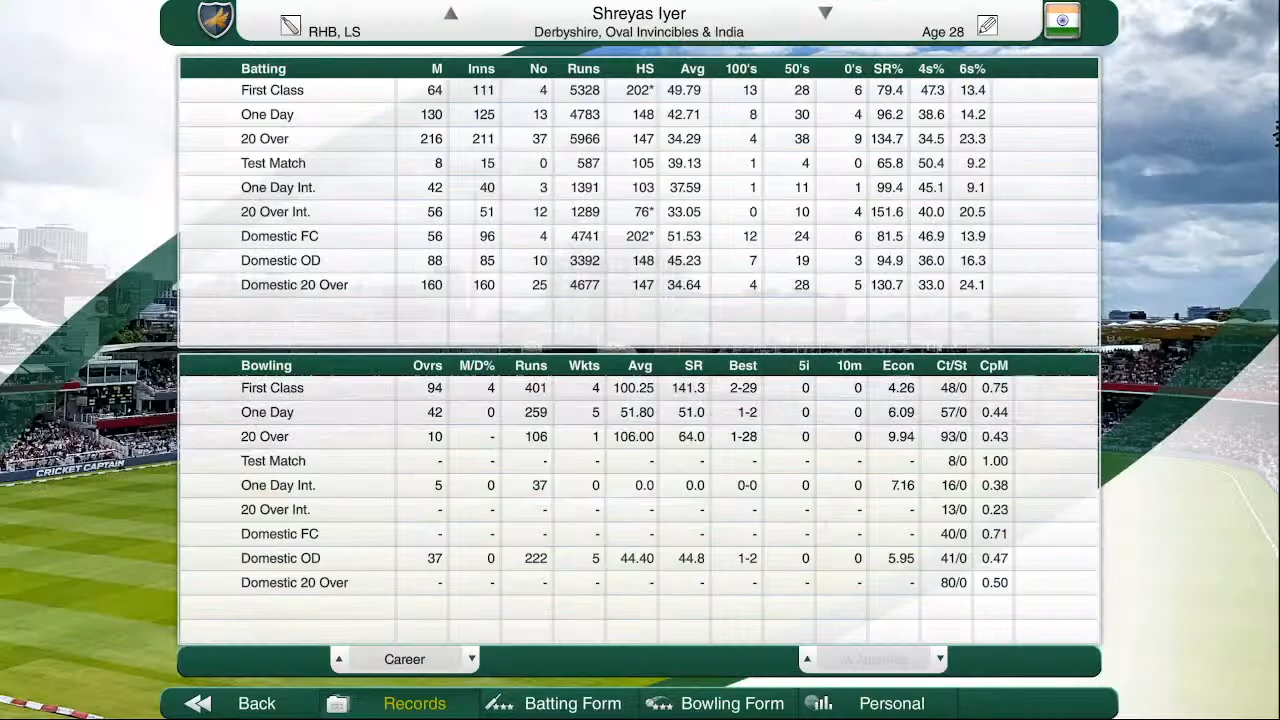 Shreyas Iyer
RHB, LS Derbyshire, Oval Invincibles & India Age 28
Batting M Inns No Runs HS Avg 100's 50's 0's SR% 4s% 6s%
First Class 64 111 4 5328 202* 49.79 13 28 6 79.4 47.3 13.4
One Day 130 125 13 4783 148 42.71 8 30 4 96.2 38.6 14.2
20 Over 216 211 37 5966 147 34.29 4 38 9 134.7 34.5 23.3
Test Match 8 15 0 587 105 39.13 1 4 0 65.8 50.4 9.2
One Day Int. 42 40 3 1391 103 37.59 1 11 1 99.4 45.1 9.1
20 Over Int. 56 51 12 1289 76* 33.05 0 10 4 151.6 40.0 20.5
Domestic FC 56 96 4 4741 202* 51.53 12 24 6 81.5 46.9 13.9
Domestic OD 88 85 10 3392 148 45.23 7 19 3 94.9 36.0 16.3
Domestic 20 Over 160 160 25 4677 147 34.64 4 28 5 130.7 33.0 24.1
Bowling Ovrs M/D% Runs Wkts Avg SR Best 5i 10m Econ Ct/St CpM
First Class 94 4 401 4 100.25 141.3 2-29 0 0 4.26 48/0 0.75
One Day 42 0 259 5 51.80 51.0 1-2 0 0 6.09 57/0 0.44
20 Over 10 - 106 1 106.00 64.0 1-28 0 0 9.94 93/0 0.43
Test Match - - - - - - - - - - 8/0 1.00
One Day Int. 5 0 37 0 0.0 0.0 0-0 0 0 7.16 16/0 0.38
20 Over Int. - - - - - - - - - - 13/0 0.23
Domestic FC - - - - - - - - - - 40/0 0.71
Domestic OD 37 0 222 5 44.40 44.8 1-2 0 0 5.95 41/0 0.47
Domestic 20 Over - - - - - - - - - - 80/0 0.50
CRICKET CAPTAIN
Career
Back Records Batting Form Bowling Form Personal